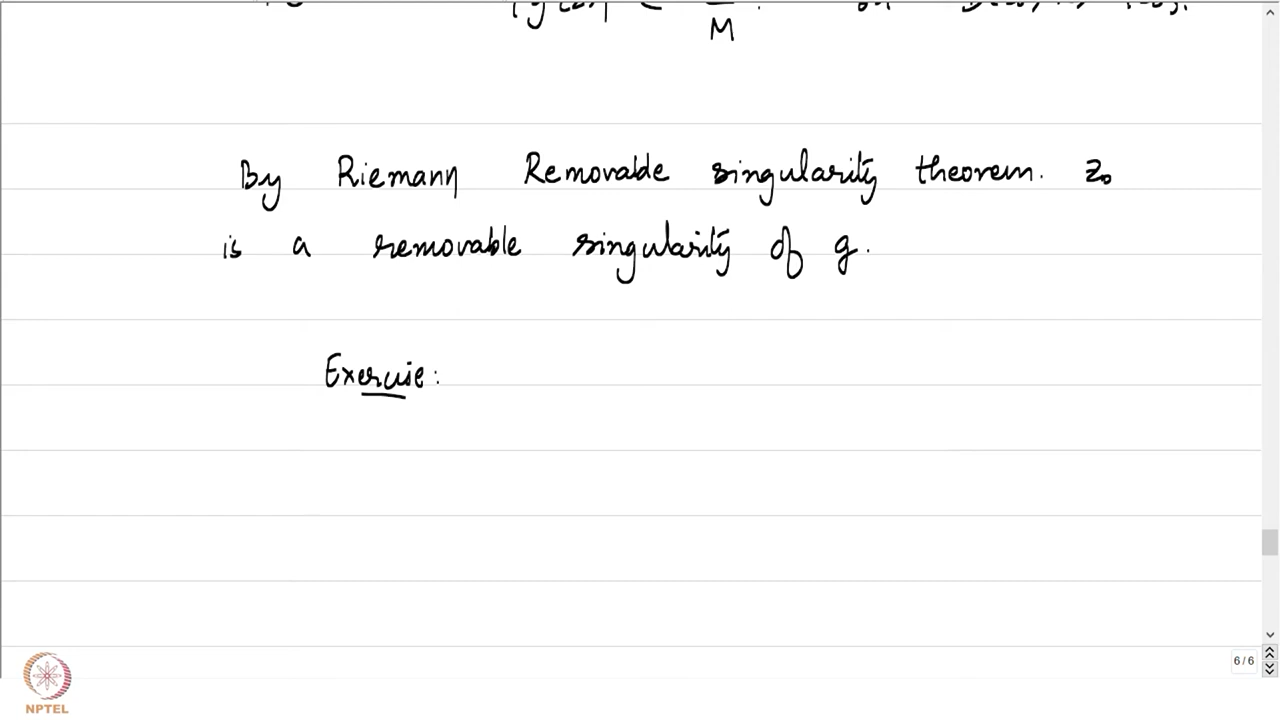 M
By Riemann Removable singularity theorem. z₀
is a removable singularity of g.
Exercise:
6 / 6
NPTEL